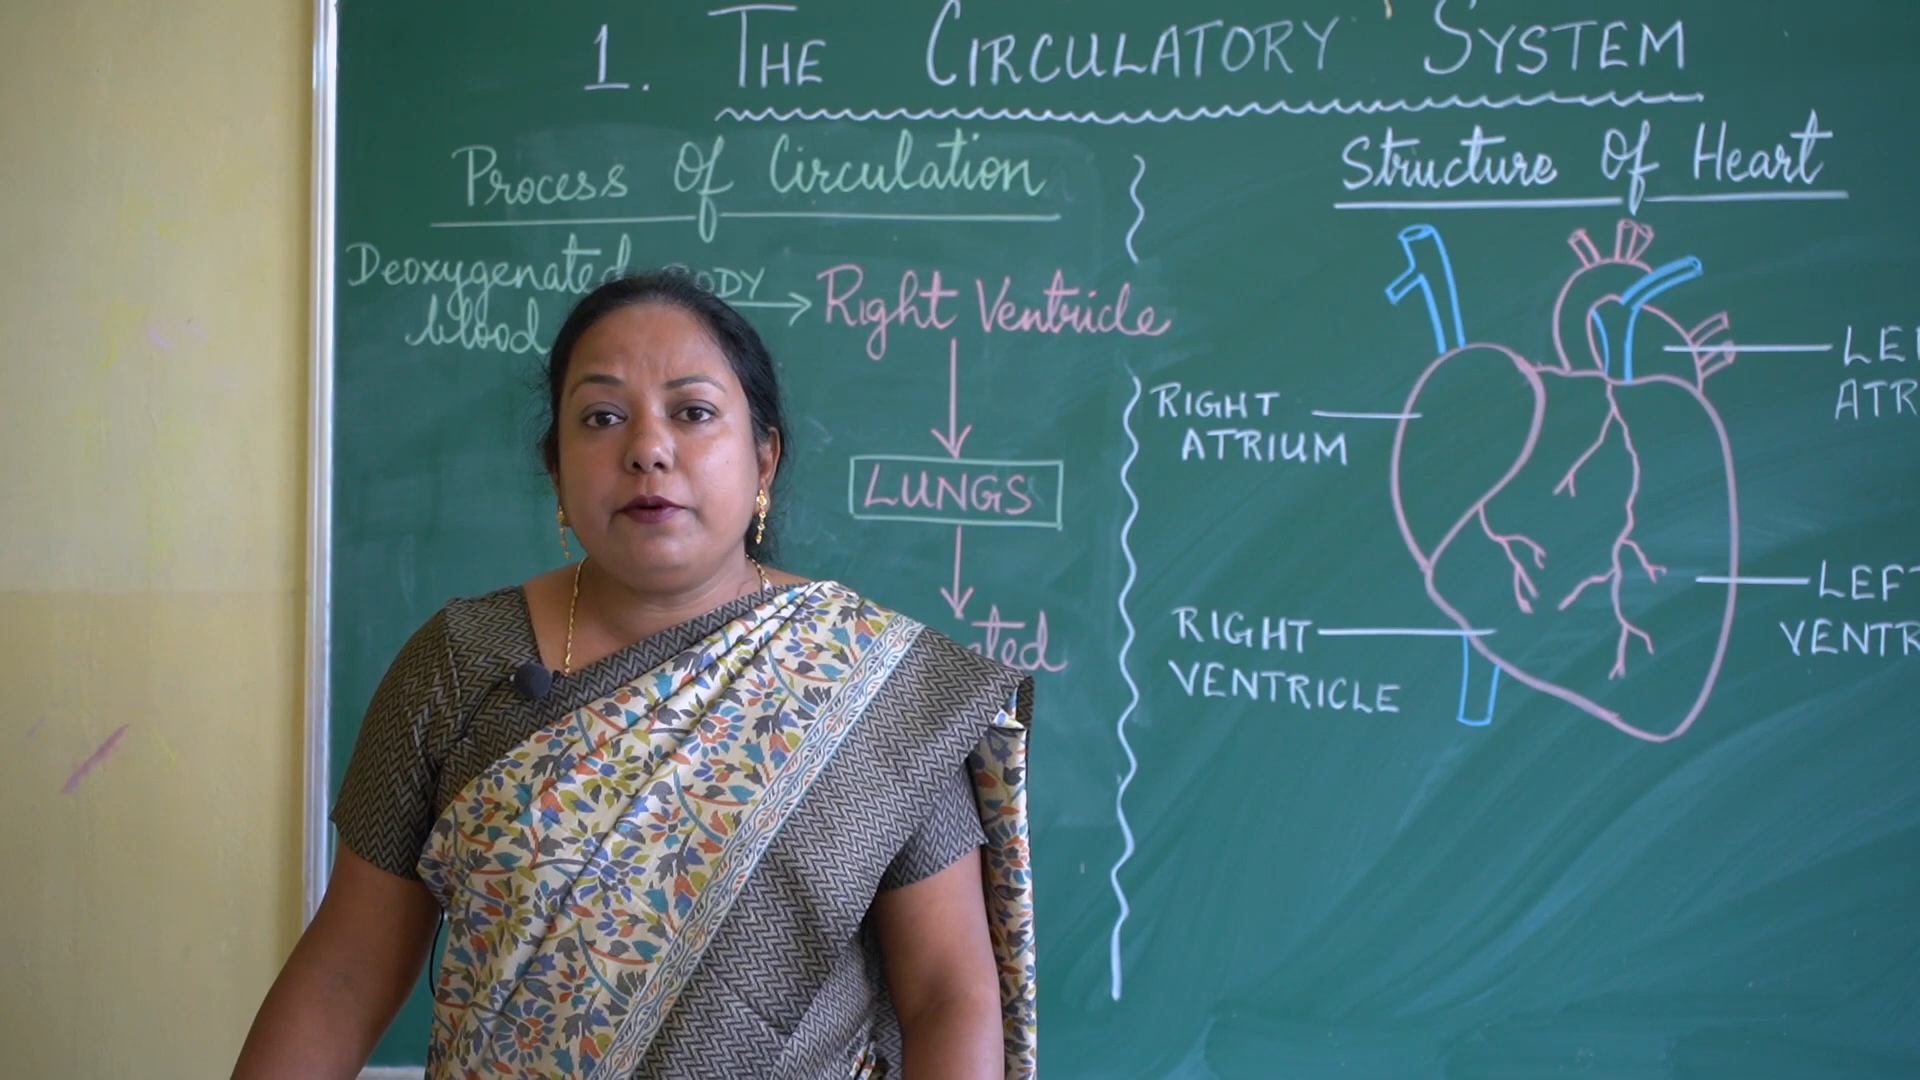 1. THE CIRCULATORY SYSTEM
Process Of Circulation
Deoxygenated
blood
Right Ventricle
LUNGS
Structure Of Heart
RIGHT
ATRIUM
RIGHT
VENTRICLE